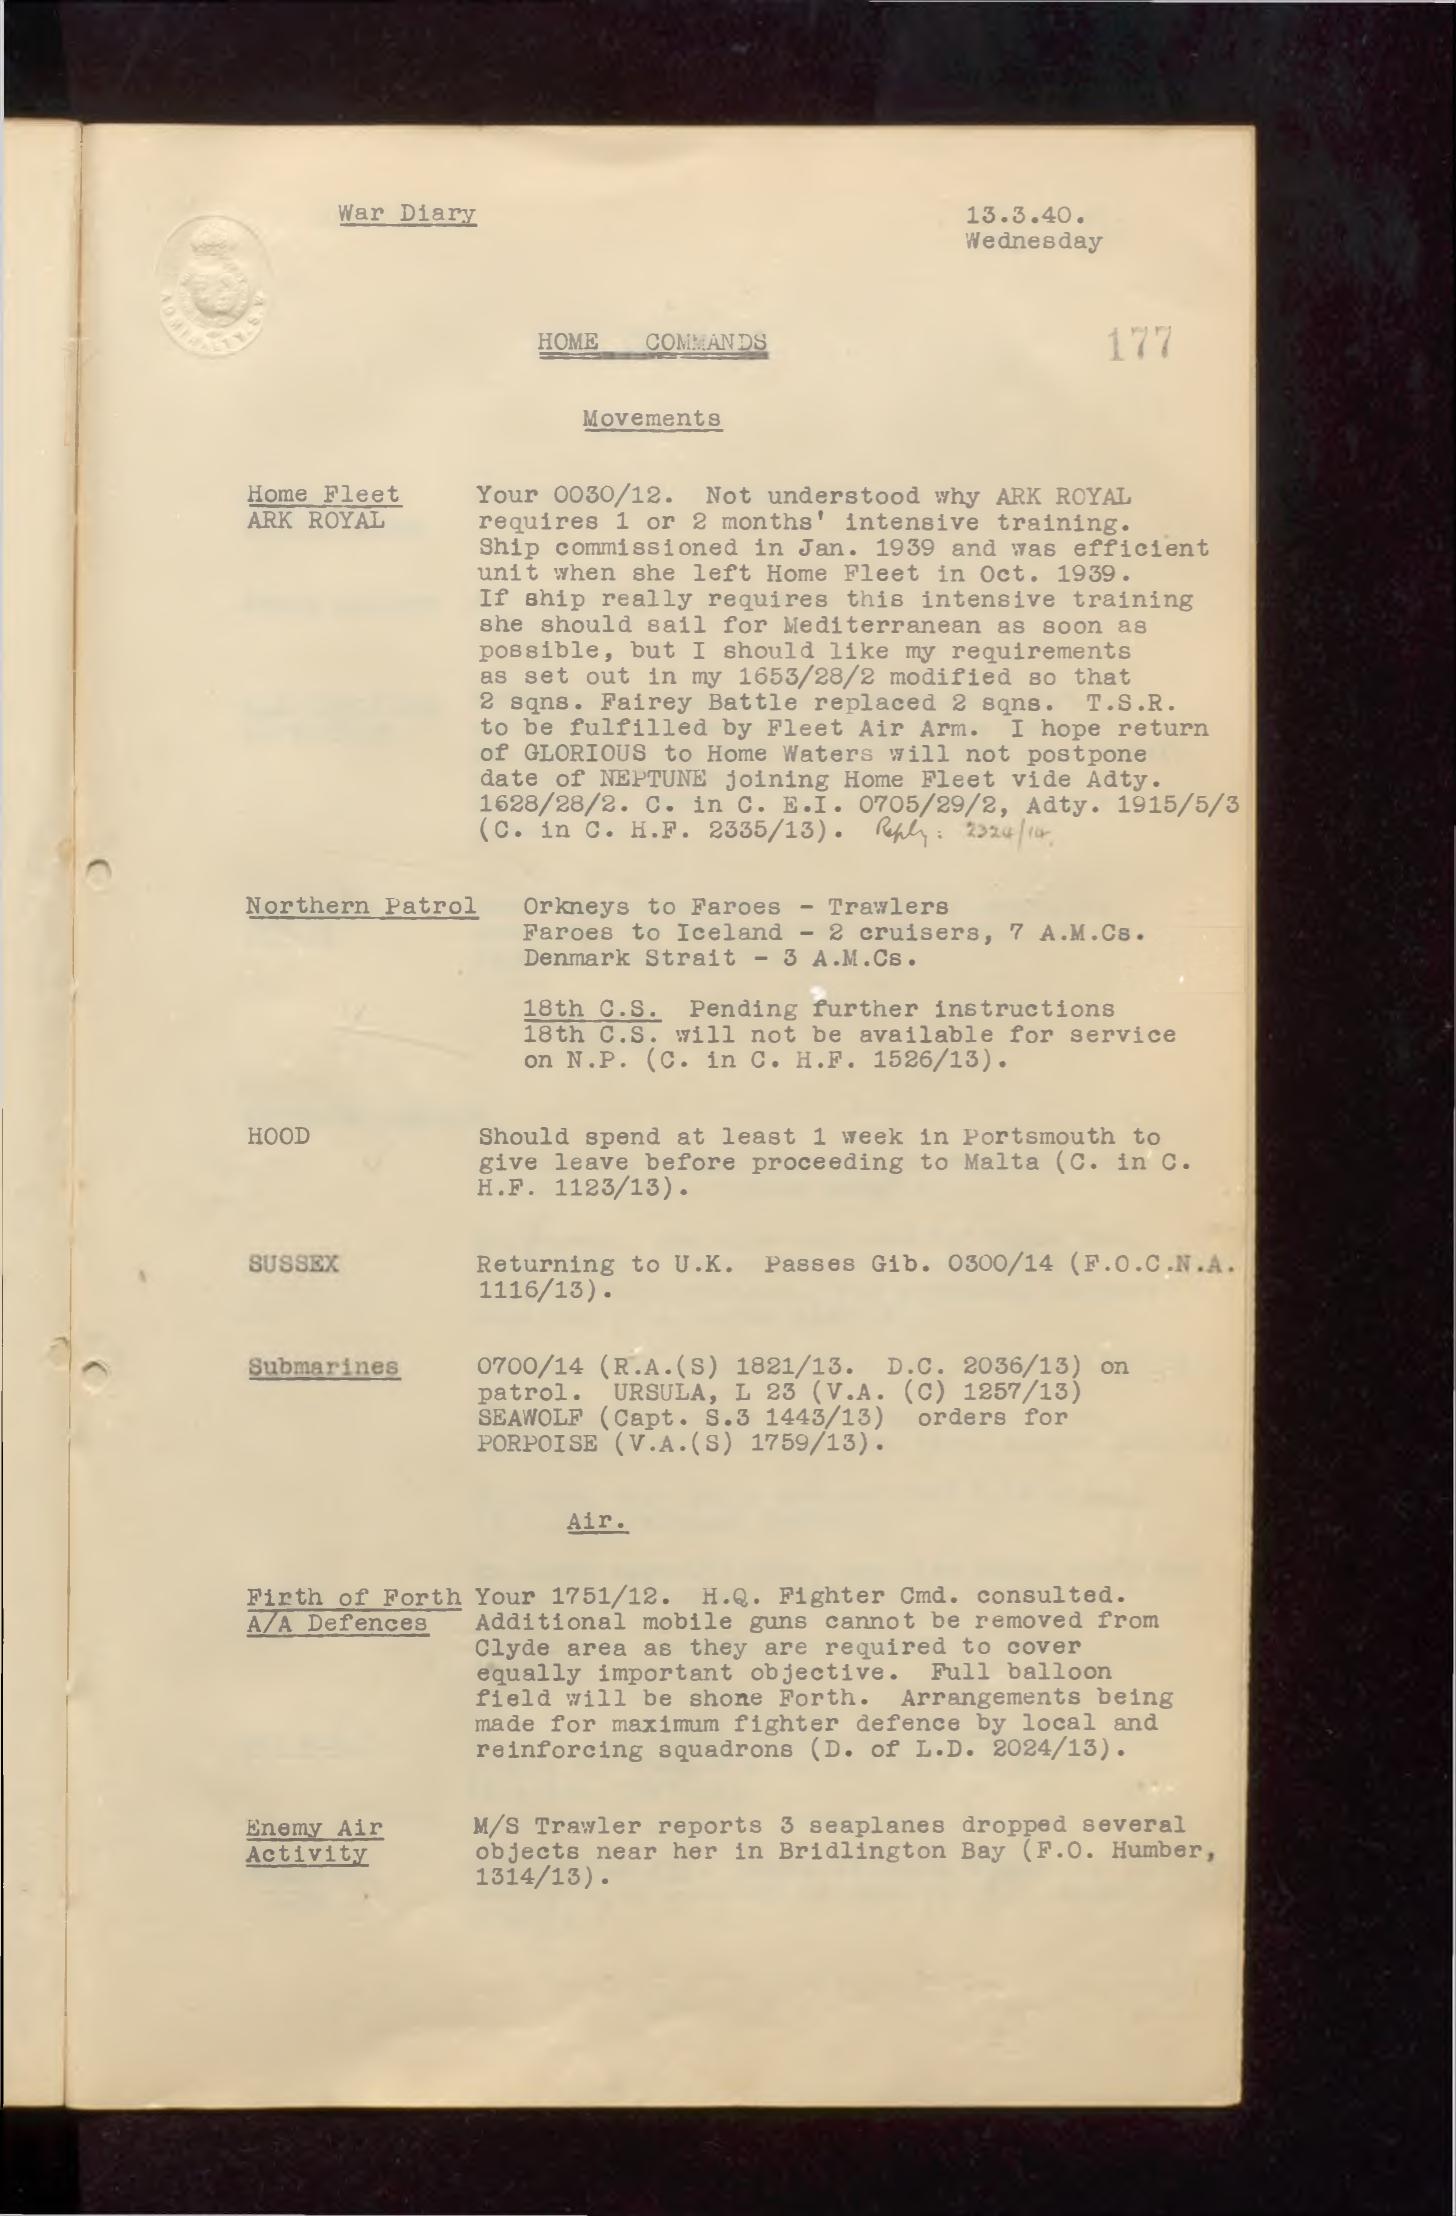 War Diary
13.3.40.
Wednesday
ADMIRALTY.S.W
HOME COMMANDS
177
Movements
Home Fleet
ARK ROYAL
Your 0030/12. Not understood why ARK ROYAL
requires 1 or 2 months' intensive training.
Ship commissioned in Jan. 1939 and was efficient
unit when she left Home Fleet in Oct. 1939.
If ship really requires this intensive training
she should sail for Mediterranean as soon as
possible, but I should like my requirements
as set out in my 1653/28/2 modified so that
2 sqns. Fairey Battle replaced 2 sqns. T.S.R.
to be fulfilled by Fleet Air Arm. I hope return
of GLORIOUS to Home Waters will not postpone
date of NEPTUNE joining Home Fleet vide Adty.
1628/28/2. C. in C. E.I. 0705/29/2, Adty. 1915/5/3
(C. in C. H.F. 2335/13). Reply: 2324/14.
Northern Patrol
Orkneys to Faroes - Trawlers
Faroes to Iceland - 2 cruisers, 7 A.M.Cs.
Denmark Strait - 3 A.M.Cs.
18th C.S. Pending further instructions
18th C.S. will not be available for service
on N.P. (C. in C. H.F. 1526/13).
HOOD
Should spend at least 1 week in Portsmouth to
give leave before proceeding to Malta (C. in C.
H.F. 1123/13).
SUSSEX
Returning to U.K. Passes Gib. 0300/14 (F.O.C.N.A.
1116/13).
Submarines
0700/14 (R.A.(S) 1821/13. D.C. 2036/13) on
patrol. URSULA, L 23 (V.A. (C) 1257/13)
SEAWOLF (Capt. S.3 1443/13) orders for
PORPOISE (V.A.(S) 1759/13).
Air.
Firth of Forth
A/A Defences
Your 1751/12. H.Q. Fighter Cmd. consulted.
Additional mobile guns cannot be removed from
Clyde area as they are required to cover
equally important objective. Full balloon
field will be shone Forth. Arrangements being
made for maximum fighter defence by local and
reinforcing squadrons (D. of L.D. 2024/13).
Enemy Air
Activity
M/S Trawler reports 3 seaplanes dropped several
objects near her in Bridlington Bay (F.O. Humber,
1314/13).